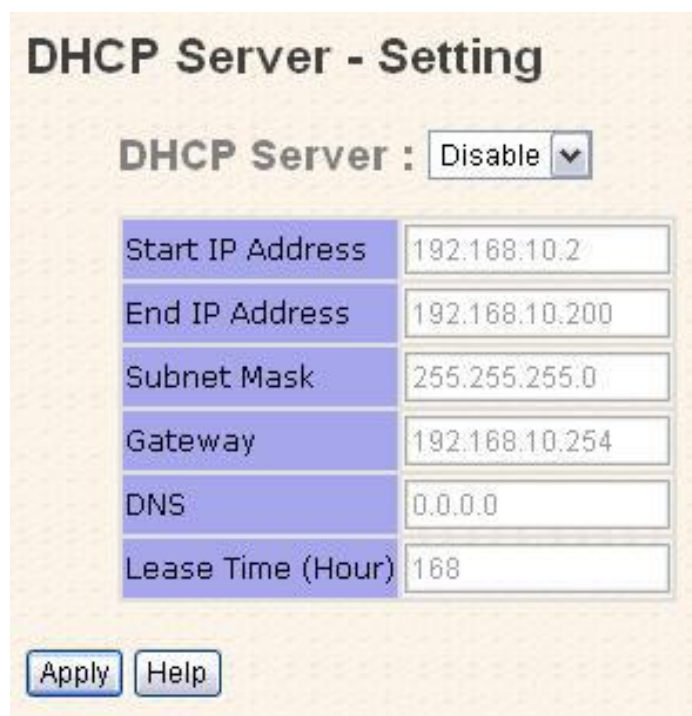 DHCP Server - Setting
DHCP Server : Disable
Start IP Address 192.168.10.2
End IP Address 192.168.10.200
Subnet Mask 255.255.255.0
Gateway 192.168.10.254
DNS 0.0.0.0
Lease Time (Hour) 168
Apply Help